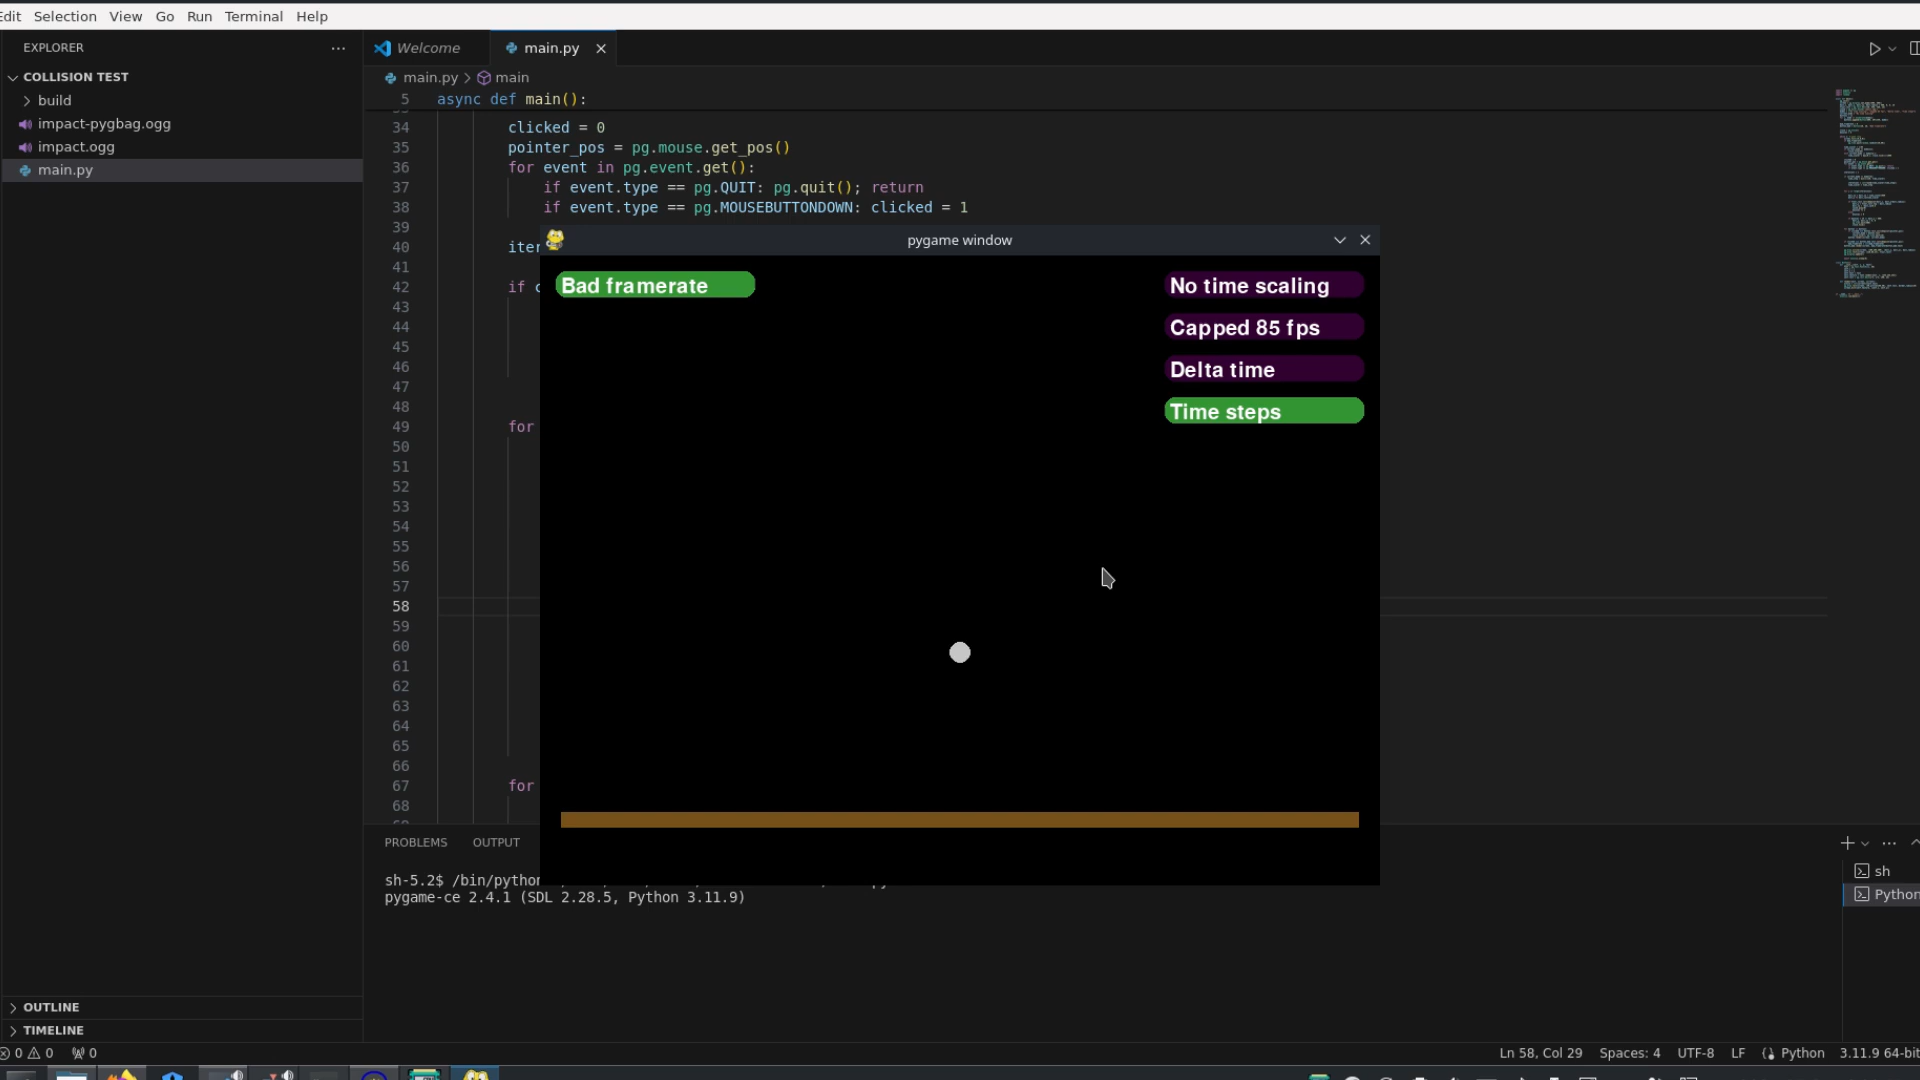 Edit Selection View Go Run Terminal Help
EXPLORER
Welcome
main.py
COLLISION TEST
main.py > main
build
5 async def main():
impact-pygbag.ogg
34 clicked = 0
impact.ogg
35 pointer_pos = pg.mouse.get_pos()
main.py
36 for event in pg.event.get():
37 if event.type == pg.QUIT: pg.quit(); return
38 if event.type == pg.MOUSEBUTTONDOWN: clicked = 1
39
pygame window
40 iter
41
42 if c
Bad framerate
No time scaling
43
44
Capped 85 fps
45
46
Delta time
47
48
Time steps
49 for
50
51
52
53
54
55
56
57
58
59
60
61
62
63
64
65
66
67 for
68
PROBLEMS OUTPUT
sh-5.2$ /bin/python
pygame-ce 2.4.1 (SDL 2.28.5, Python 3.11.9)
sh
Python
OUTLINE
TIMELINE
0 0 0
Ln 58, Col 29 Spaces: 4 UTF-8 LF Python 3.11.9 64-bit